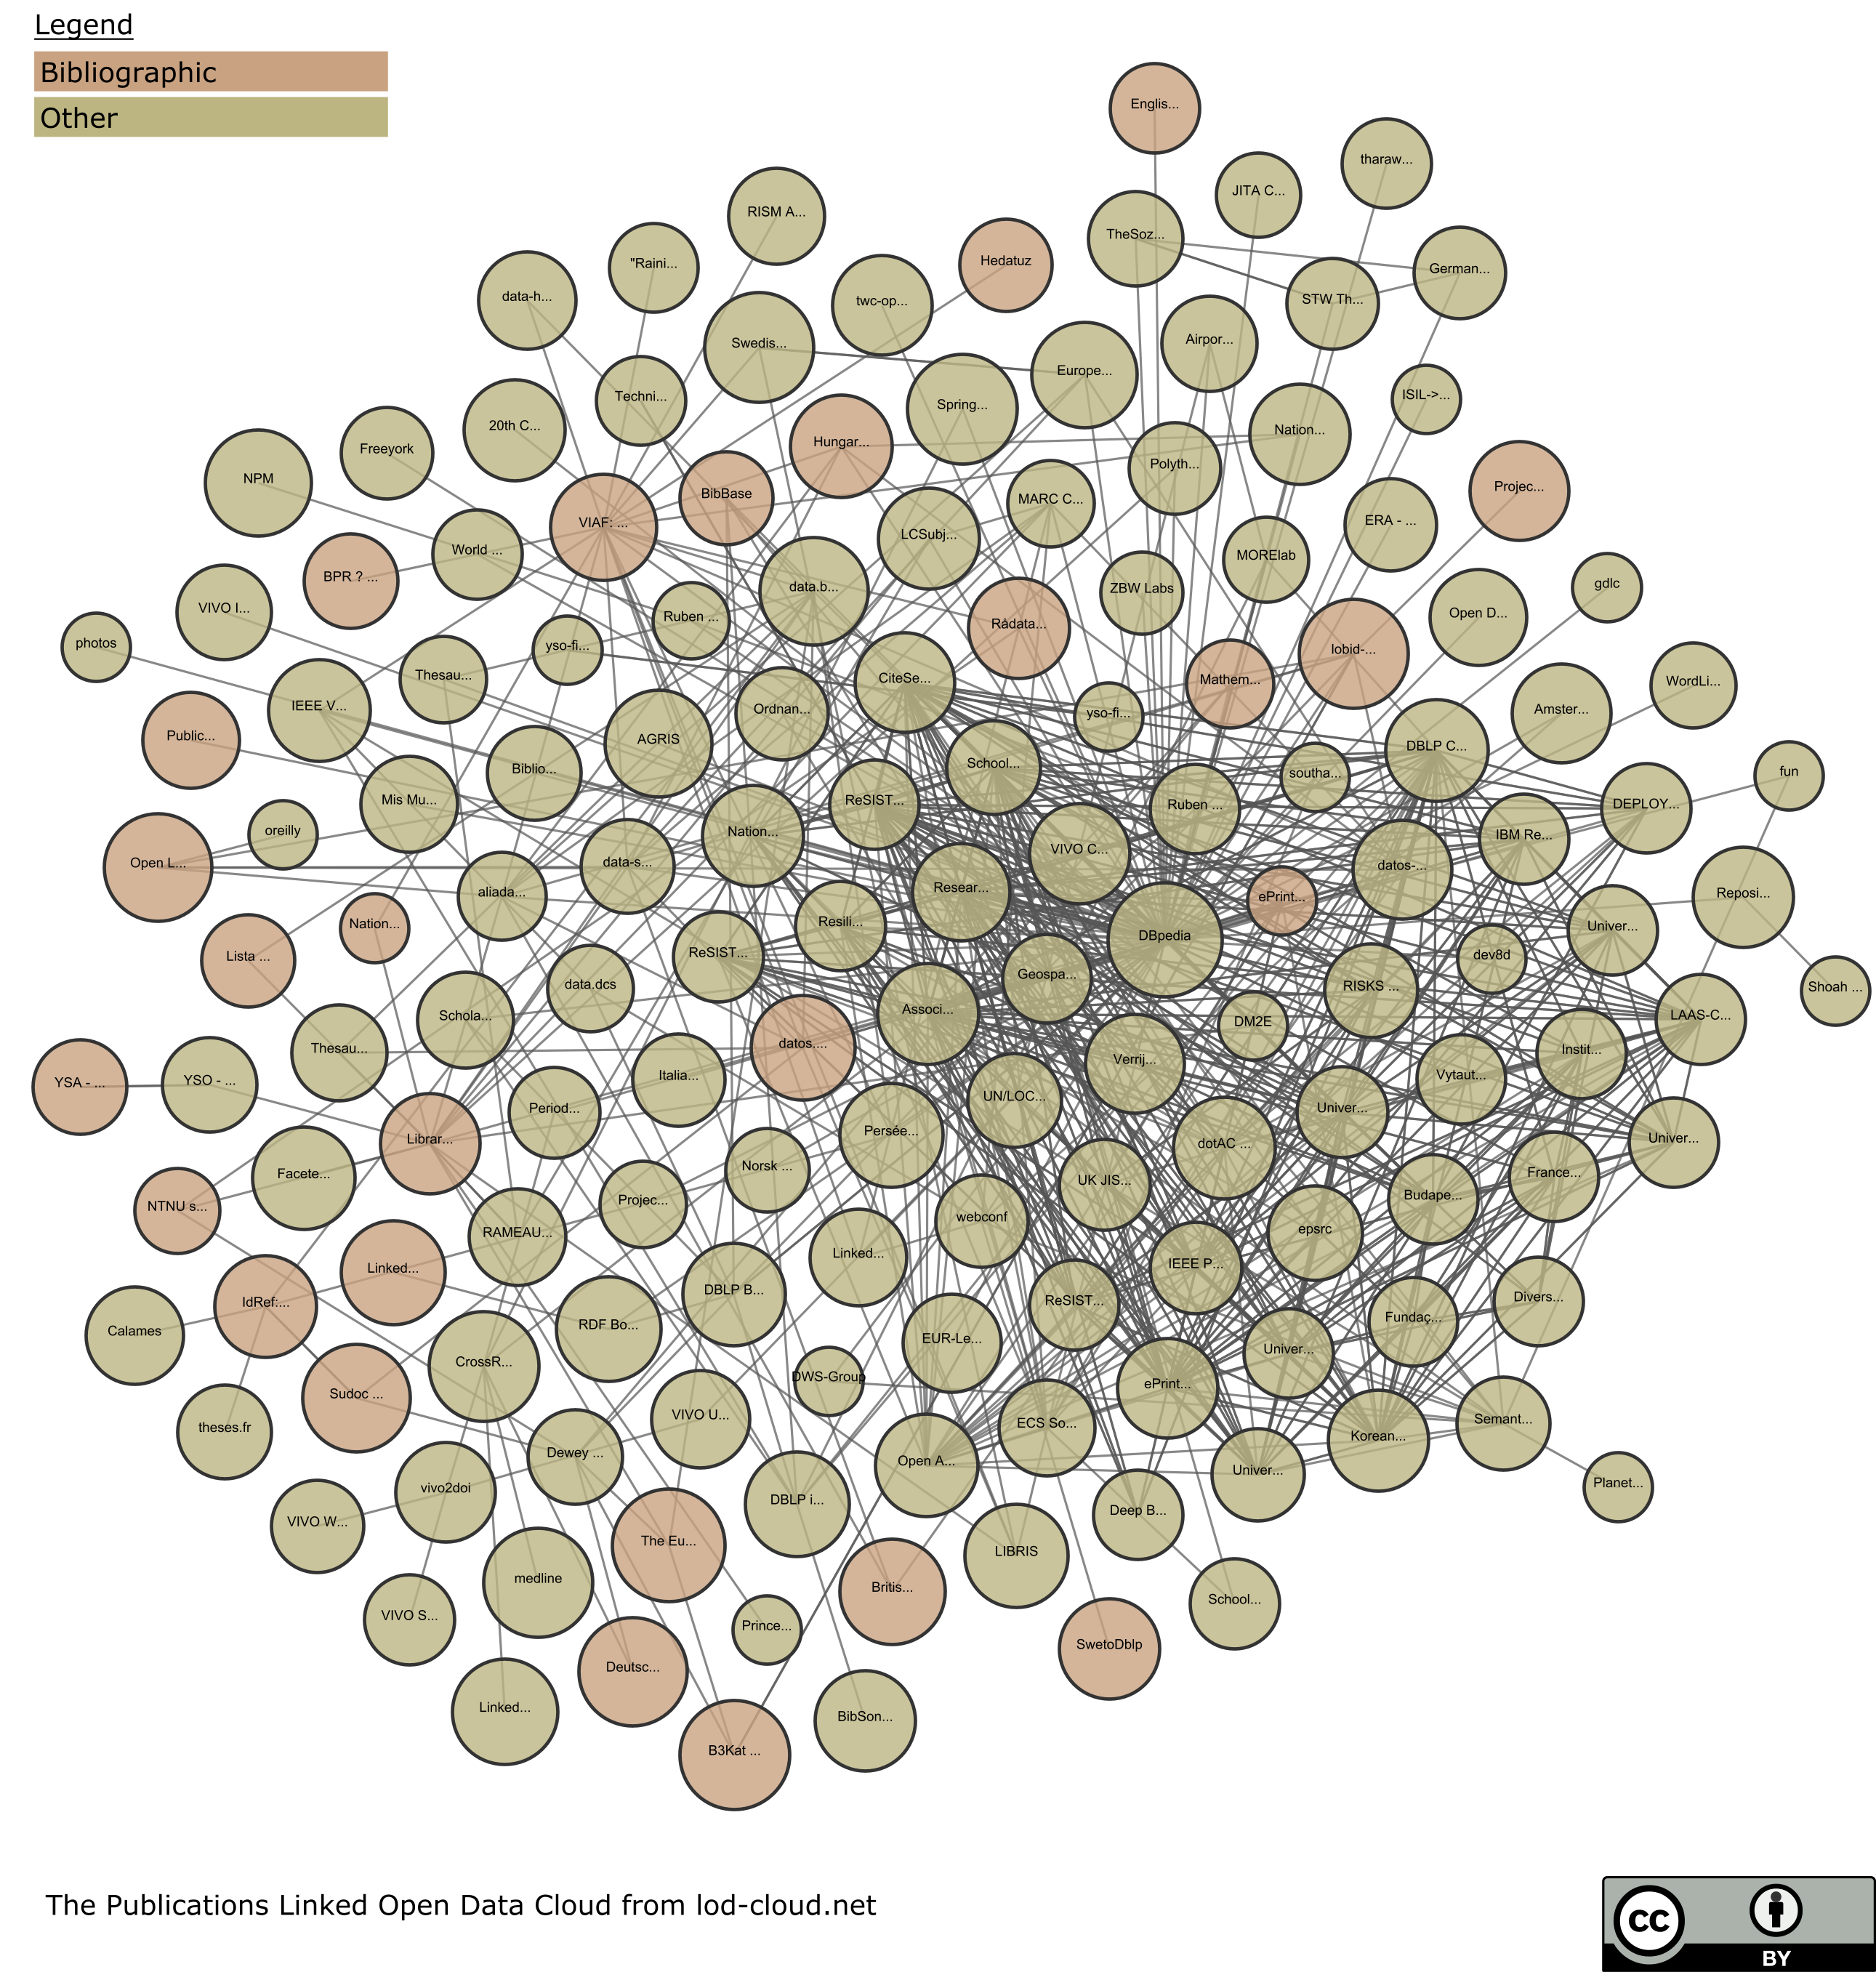 Legend
Bibliographic
Other
Englis...
tharaw...
JITA C...
RISM A...
TheSoz...
"Raini...
Hedatuz
German...
data-h...
twc-op...
STW Th...
Swedis...
Airpor...
Europe...
Techni...
ISIL->...
Spring...
20th C...
Nation...
Hungar...
Freeyork
Polyth...
NPM
Projec...
BibBase
MARC C...
VIAF: ...
ERA - ...
LCSubj...
World ...
MORElab
BPR ? ...
data.b...
ZBW Labs
gdlc
VIVO I...
Ruben ...
Open D...
Rådata...
photos
yso-fi...
lobid-...
Thesau...
CiteSe...
Mathem...
WordLi...
IEEE V...
Ordnan...
yso-fi...
Amster...
Public...
AGRIS
DBLP C...
School...
Biblio...
southa...
fun
Mis Mu...
ReSIST...
Ruben ...
DEPLOY...
oreilly
Nation...
IBM Re...
VIVO C...
Open L...
data-s...
datos-...
aliada...
Resear...
ePrint...
Reposi...
Nation...
Resili...
Univer...
DBpedia
Lista ...
ReSIST...
dev8d
data.dcs
Geospa...
RISKS ...
Shoah ...
Schola...
Associ...
LAAS-C...
DM2E
Thesau...
datos....
Instit...
Verrij...
YSA - ...
YSO - ...
Italia...
Vytaut...
UN/LOC...
Period...
Univer...
Librar...
Persée...
dotAC ...
Univer...
Facete...
Norsk ...
UK JIS...
France...
NTNU s...
Projec...
Budape...
RAMEAU...
webconf
epsrc
Linked...
Linked...
IEEE P...
IdRef:...
DBLP B...
ReSIST...
Divers...
Calames
RDF Bo...
Fundaç...
EUR-Le...
Univer...
CrossR...
DWS-Group
ePrint...
Sudoc ...
VIVO U...
ECS So...
Semant...
theses.fr
Dewey ...
Korean...
Open A...
Univer...
vivo2doi
Planet...
DBLP i...
Deep B...
VIVO W...
The Eu...
LIBRIS
medline
Britis...
School...
VIVO S...
Prince...
SwetoDblp
Deutsc...
Linked...
BibSon...
B3Kat ...
The Publications Linked Open Data Cloud from lod-cloud.net
cc
BY